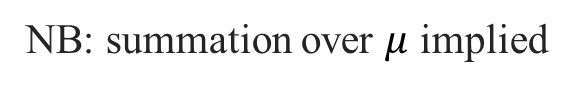 NB: summation over μ implied